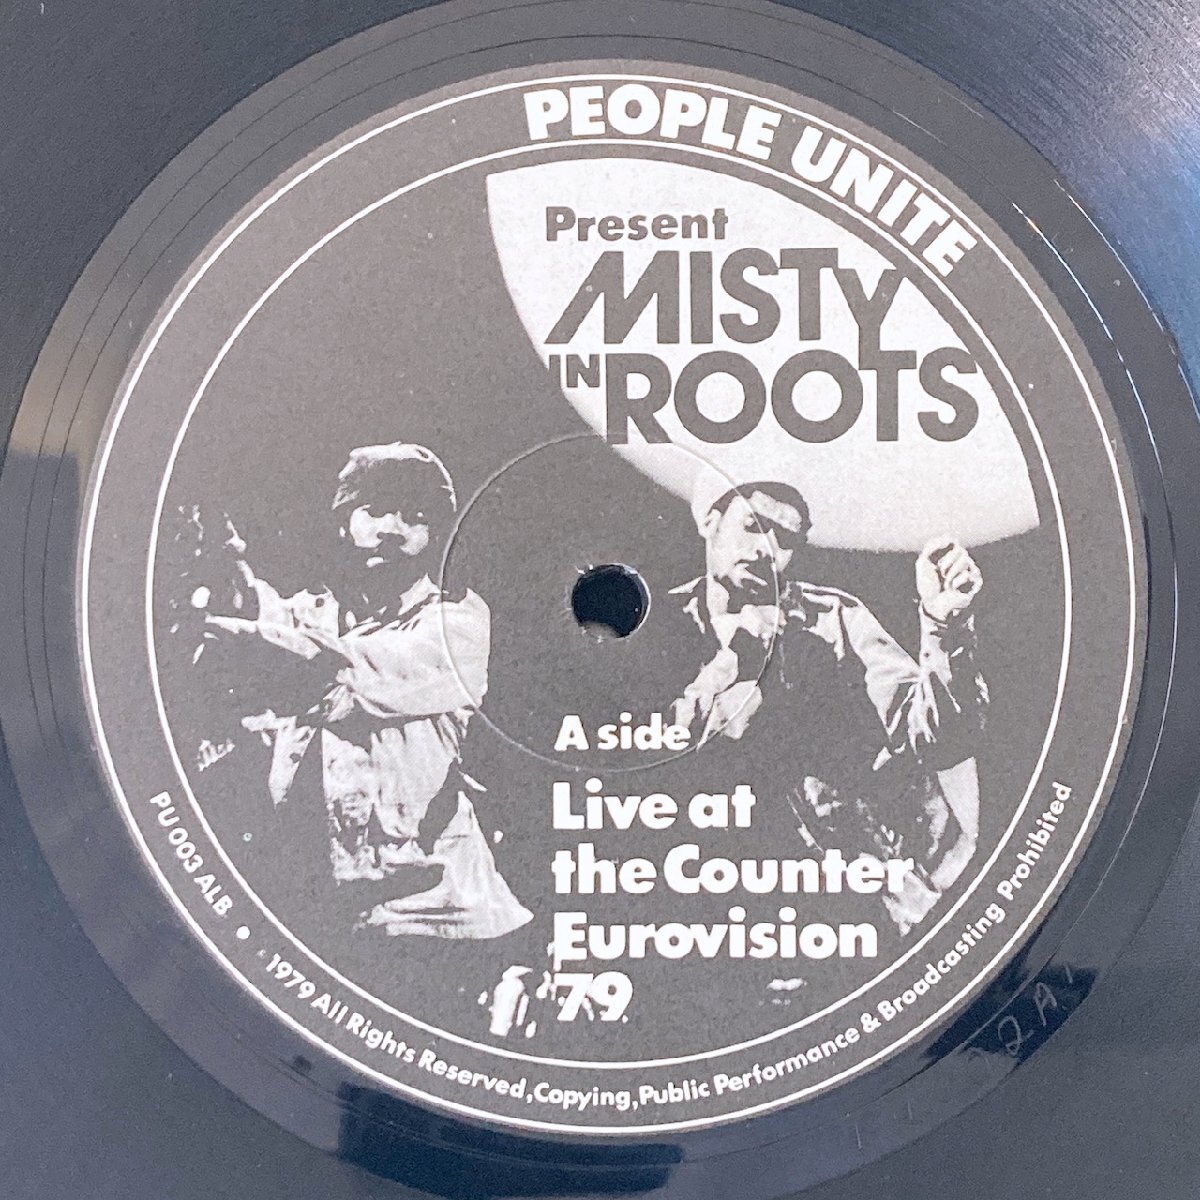 PEOPLE UNITE
Present
MISTY
IN ROOTS
A side
Live at
the Counter
Eurovision
79
PU 003 ALB. • 1979 All Rights Reserved, Copying, Public Performance & Broadcasting Prohibited